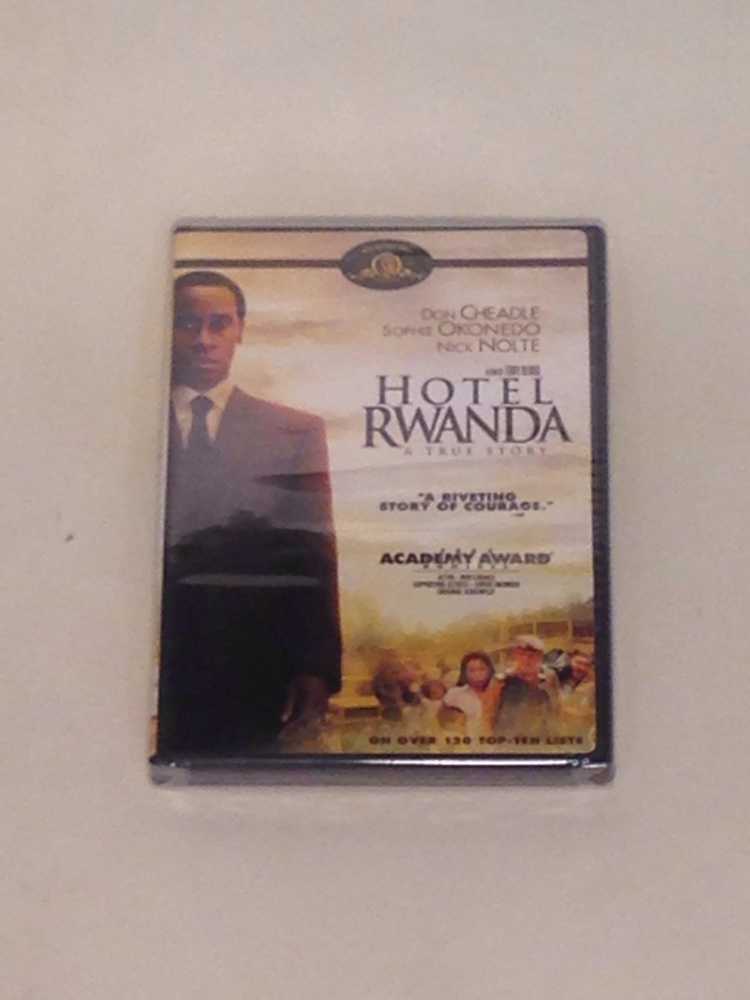 DON CHEADLE
SOPHIE OKONEDO
NICK NOLTE
HOTEL
RWANDA
A TRUE STORY
"A RIVETING
STORY OF COURAGE."
ACADEMY AWARD
ON OVER 130 TOP-TEN LISTS